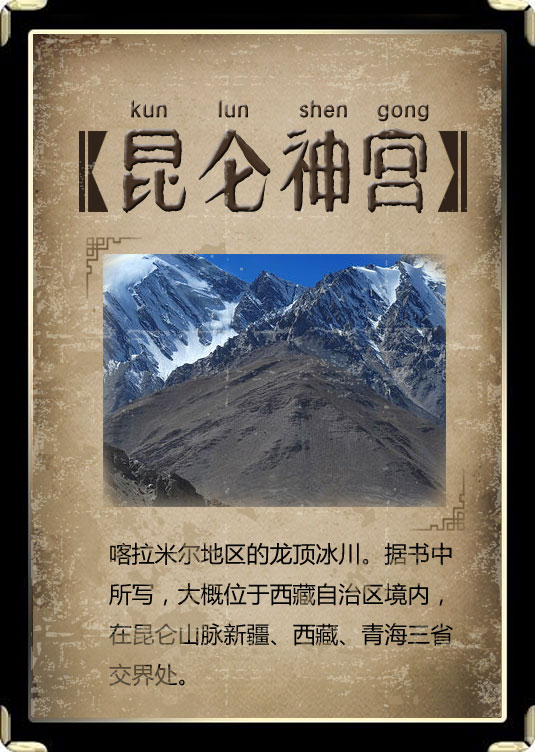 kun lun shen gong
【昆仑神宫】
喀拉米尔地区的龙顶冰川。据书中
所写，大概位于西藏自治区境内，
在昆仑山脉新疆、西藏、青海三省
交界处。